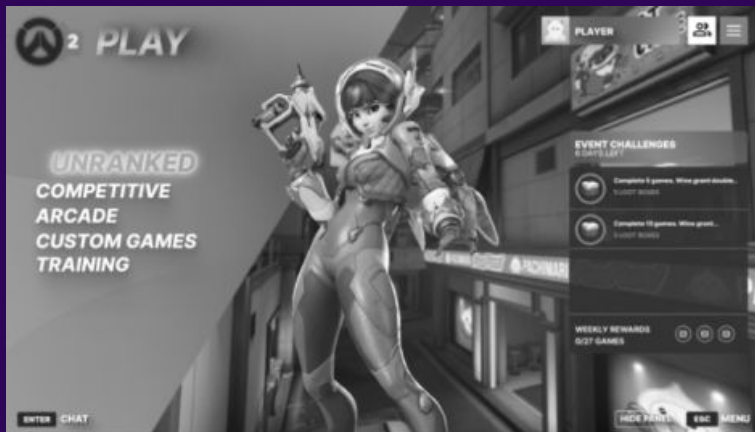 2 PLAY
PLAYER
UNRANKED
COMPETITIVE
ARCADE
CUSTOM GAMES
TRAINING
EVENT CHALLENGES
6 DAYS LEFT
Complete 5 games. Wins grant double...
5 LOOT BOXES
Complete 15 games. Wins grant...
5 LOOT BOXES
PACHIMARI
WEEKLY REWARDS
0/27 GAMES
ENTER CHAT
HIDE PANEL
ESC MENU